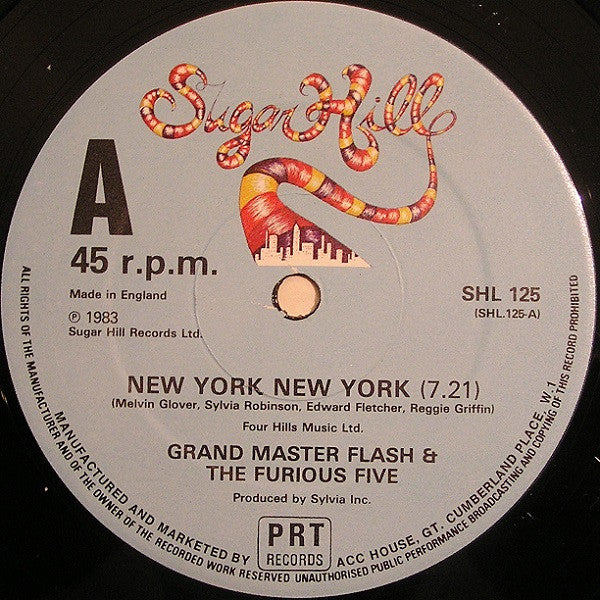 Sugar Hill
A
45 r.p.m.
Made in England
℗ 1983
Sugar Hill Records Ltd.
SHL 125
(SHL.125-A)
NEW YORK NEW YORK (7.21)
(Melvin Glover, Sylvia Robinson, Edward Fletcher, Reggie Griffin)
Four Hills Music Ltd.
GRAND MASTER FLASH &
THE FURIOUS FIVE
Produced by Sylvia Inc.
PRT
RECORDS
MANUFACTURED AND MARKETED BY ACC HOUSE, GT. CUMBERLAND PLACE, W.1
ALL RIGHTS OF THE MANUFACTURER AND OF THE OWNER OF THE RECORDED WORK RESERVED UNAUTHORISED PUBLIC PERFORMANCE BROADCASTING AND COPYING OF THIS RECORD PROHIBITED